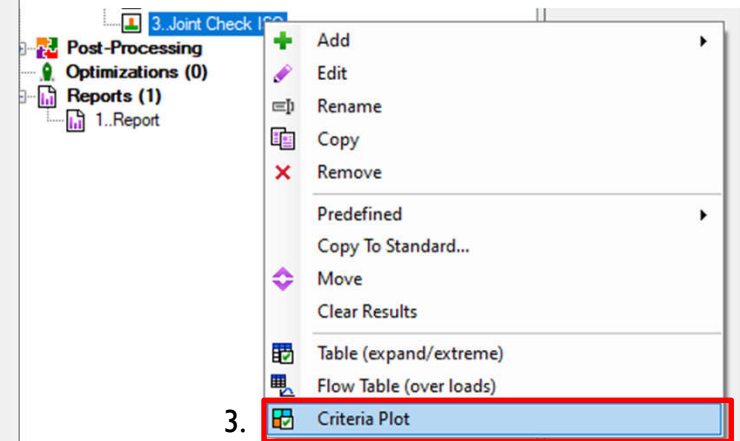 3..Joint Check ISO
Post-Processing
Optimizations (0)
Reports (1)
1..Report
Add
Edit
Rename
Copy
Remove
Predefined
Copy To Standard...
Move
Clear Results
Table (expand/extreme)
Flow Table (over loads)
3.
Criteria Plot